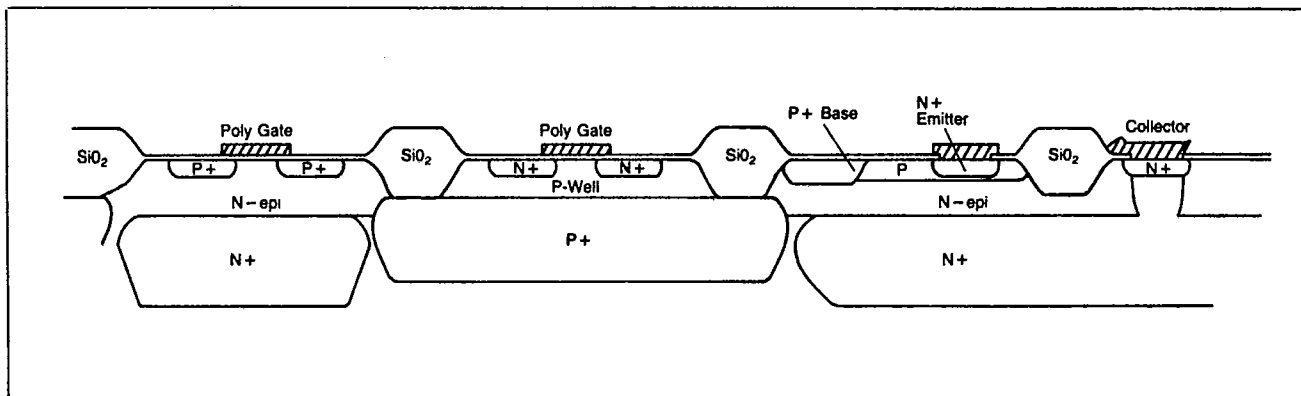 N+
Emitter
P+ Base
Poly Gate
Poly Gate
Collector
SiO2
P+
P+
SiO2
N+
N+
SiO2
P
SiO2
N+
P-Well
N-epi
N-epi
N+
P+
N+